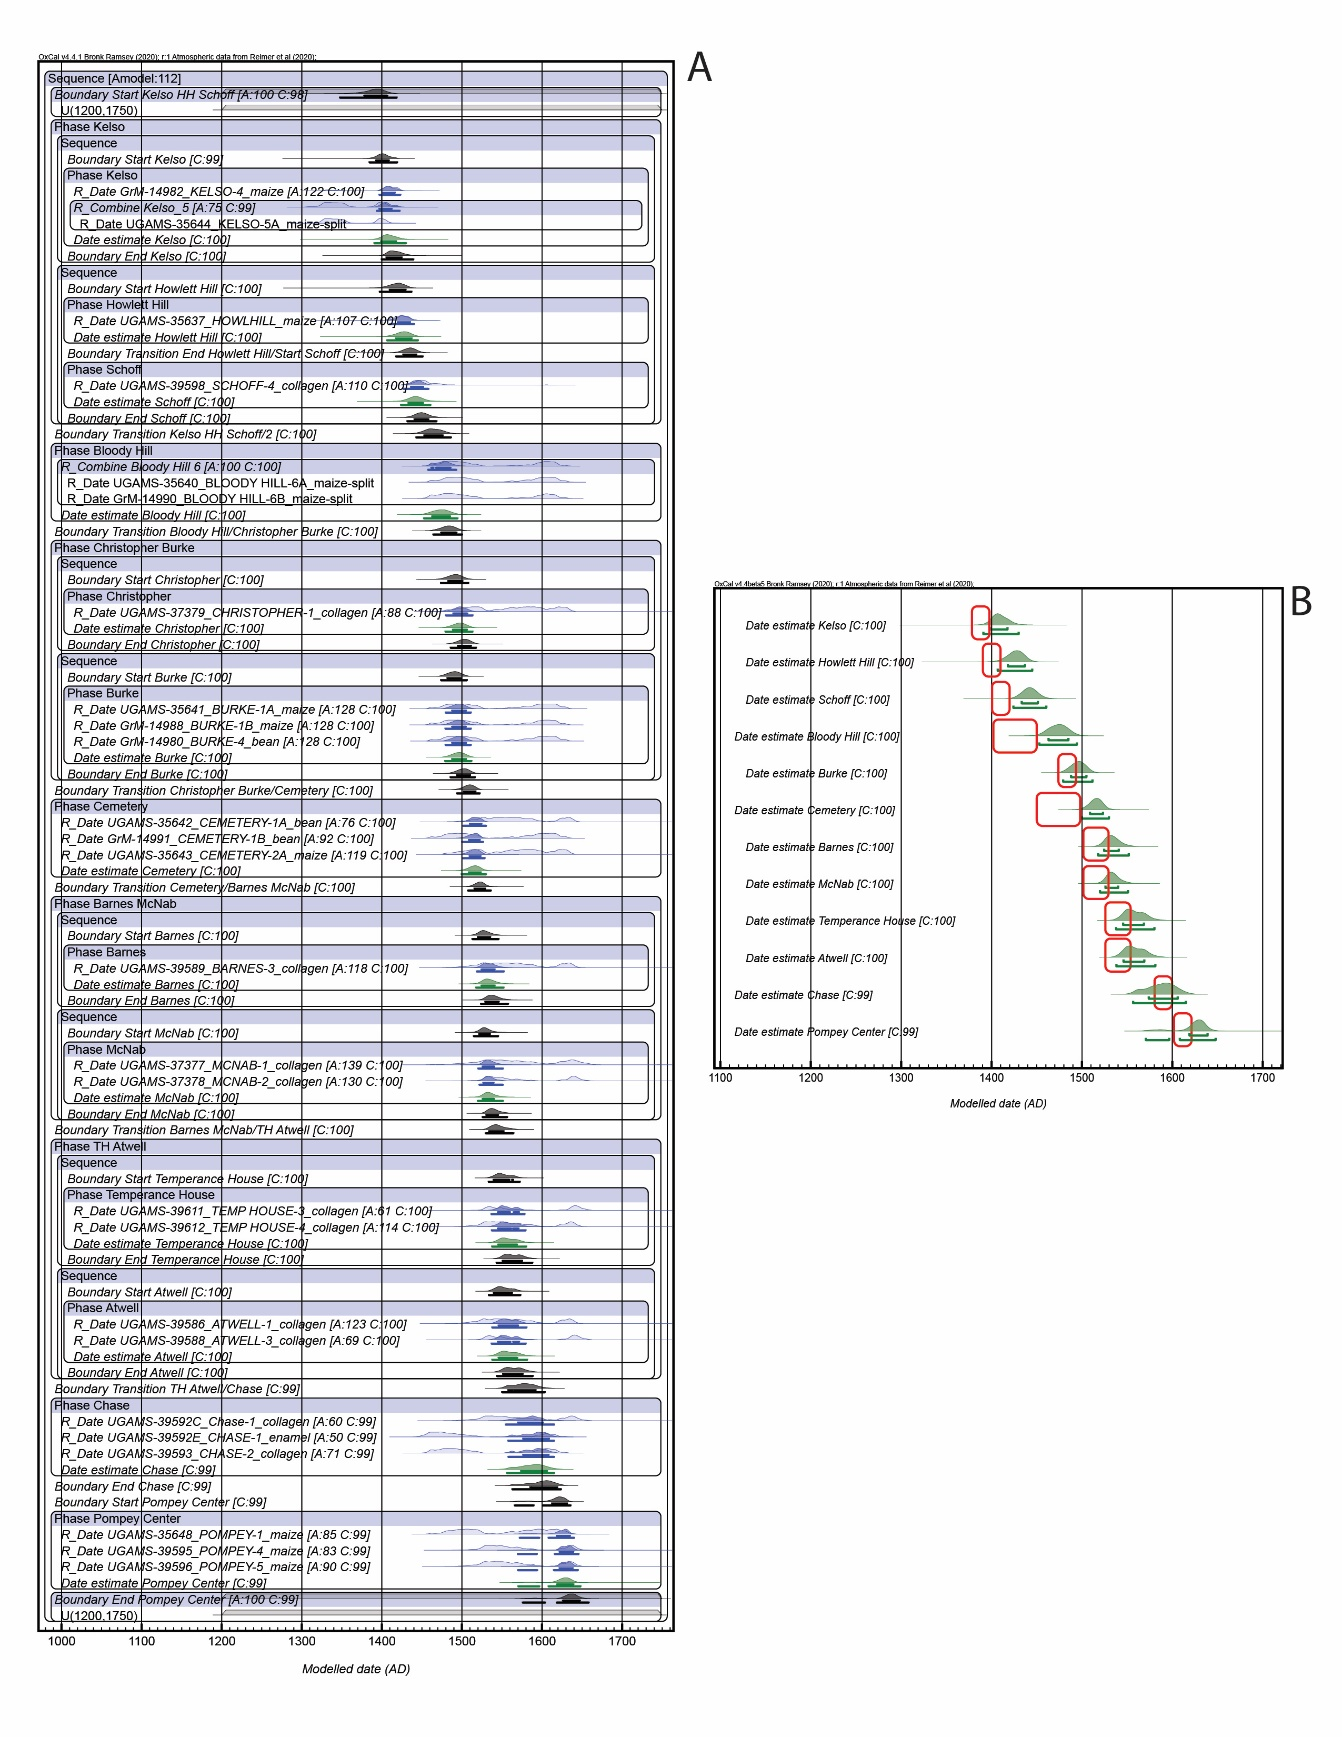 OxCal v4.4.1 Bronk Ramsey (2020); r:1 Atmospheric data from Reimer et al (2020);
A
Sequence [Amodel:112]
Boundary Start Kelso HH Schoff [A:100 C:98]
U(1200,1750)
Phase Kelso
Sequence
Boundary Start Kelso [C:99]
Phase Kelso
R_Date GrM-14982_KELSO-4_maize [A:122 C:100]
R_Combine Kelso_5 [A:75 C:99]
R_Date UGAMS-35644_KELSO-5A_maize-split
Date estimate Kelso [C:100]
Boundary End Kelso [C:100]
Sequence
Boundary Start Howlett Hill [C:100]
Phase Howlett Hill
R_Date UGAMS-35637_HOWLHILL_maize [A:107 C:100]
Date estimate Howlett Hill [C:100]
Boundary Transition End Howlett Hill/Start Schoff [C:100]
Phase Schoff
R_Date UGAMS-39598_SCHOFF-4_collagen [A:110 C:100]
Date estimate Schoff [C:100]
Boundary End Schoff [C:100]
Boundary Transition Kelso HH Schoff/2 [C:100]
Phase Bloody Hill
R_Combine Bloody Hill 6 [A:100 C:100]
R_Date UGAMS-35640_BLOODY HILL-6A_maize-split
R_Date GrM-14990_BLOODY HILL-6B_maize-split
Date estimate Bloody Hill [C:100]
Boundary Transition Bloody Hill/Christopher Burke [C:100]
Phase Christopher Burke
Sequence
Boundary Start Christopher [C:100]
Phase Christopher
R_Date UGAMS-37379_CHRISTOPHER-1_collagen [A:88 C:100]
Date estimate Christopher [C:100]
Boundary End Christopher [C:100]
Sequence
Boundary Start Burke [C:100]
Phase Burke
R_Date UGAMS-35641_BURKE-1A_maize [A:128 C:100]
R_Date GrM-14988_BURKE-1B_maize [A:128 C:100]
R_Date GrM-14980_BURKE-4_bean [A:128 C:100]
Date estimate Burke [C:100]
Boundary End Burke [C:100]
Boundary Transition Christopher Burke/Cemetery [C:100]
Phase Cemetery
R_Date UGAMS-35642_CEMETERY-1A_bean [A:76 C:100]
R_Date GrM-14991_CEMETERY-1B_bean [A:92 C:100]
R_Date UGAMS-35643_CEMETERY-2A_maize [A:119 C:100]
Date estimate Cemetery [C:100]
Boundary Transition Cemetery/Barnes McNab [C:100]
Phase Barnes McNab
Sequence
Boundary Start Barnes [C:100]
Phase Barnes
R_Date UGAMS-39589_BARNES-3_collagen [A:118 C:100]
Date estimate Barnes [C:100]
Boundary End Barnes [C:100]
Sequence
Boundary Start McNab [C:100]
Phase McNab
R_Date UGAMS-37377_MCNAB-1_collagen [A:139 C:100]
R_Date UGAMS-37378_MCNAB-2_collagen [A:130 C:100]
Date estimate McNab [C:100]
Boundary End McNab [C:100]
Boundary Transition Barnes McNab/TH Atwell [C:100]
Phase TH Atwell
Sequence
Boundary Start Temperance House [C:100]
Phase Temperance House
R_Date UGAMS-39611_TEMP HOUSE-3_collagen [A:61 C:100]
R_Date UGAMS-39612_TEMP HOUSE-4_collagen [A:114 C:100]
Date estimate Temperance House [C:100]
Boundary End Temperance House [C:100]
Sequence
Boundary Start Atwell [C:100]
Phase Atwell
R_Date UGAMS-39586_ATWELL-1_collagen [A:123 C:100]
R_Date UGAMS-39588_ATWELL-3_collagen [A:69 C:100]
Date estimate Atwell [C:100]
Boundary End Atwell [C:100]
Boundary Transition TH Atwell/Chase [C:99]
Phase Chase
R_Date UGAMS-39592C_Chase-1_collagen [A:60 C:99]
R_Date UGAMS-39592E_CHASE-1_enamel [A:50 C:99]
R_Date UGAMS-39593_CHASE-2_collagen [A:71 C:99]
Date estimate Chase [C:99]
Boundary End Chase [C:99]
Boundary Start Pompey Center [C:99]
Phase Pompey Center
R_Date UGAMS-35648_POMPEY-1_maize [A:85 C:99]
R_Date UGAMS-39595_POMPEY-4_maize [A:83 C:99]
R_Date UGAMS-39596_POMPEY-5_maize [A:90 C:99]
Date estimate Pompey Center [C:99]
Boundary End Pompey Center [A:100 C:99]
U(1200,1750)
1000 1100 1200 1300 1400 1500 1600 1700
Modelled date (AD)
OxCal v4.4beta5 Bronk Ramsey (2020); r:1 Atmospheric data from Reimer et al (2020);
B
Date estimate Kelso [C:100]
Date estimate Howlett Hill [C:100]
Date estimate Schoff [C:100]
Date estimate Bloody Hill [C:100]
Date estimate Burke [C:100]
Date estimate Cemetery [C:100]
Date estimate Barnes [C:100]
Date estimate McNab [C:100]
Date estimate Temperance House [C:100]
Date estimate Atwell [C:100]
Date estimate Chase [C:99]
Date estimate Pompey Center [C:99]
1100 1200 1300 1400 1500 1600 1700
Modelled date (AD)